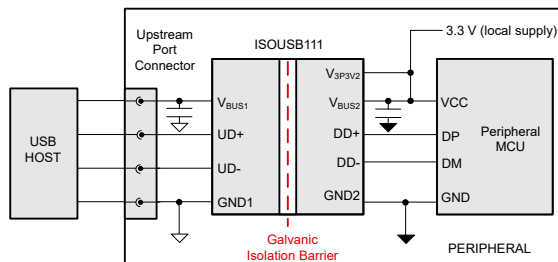 Upstream
Port
Connector
ISOUSB111
3.3 V (local supply)
USB
HOST
VBUS1
UD+
UD-
GND1
V3P3V2
VBUS2
DD+
DD-
GND2
VCC
DP
DM
GND
Peripheral
MCU
Galvanic
Isolation Barrier
PERIPHERAL